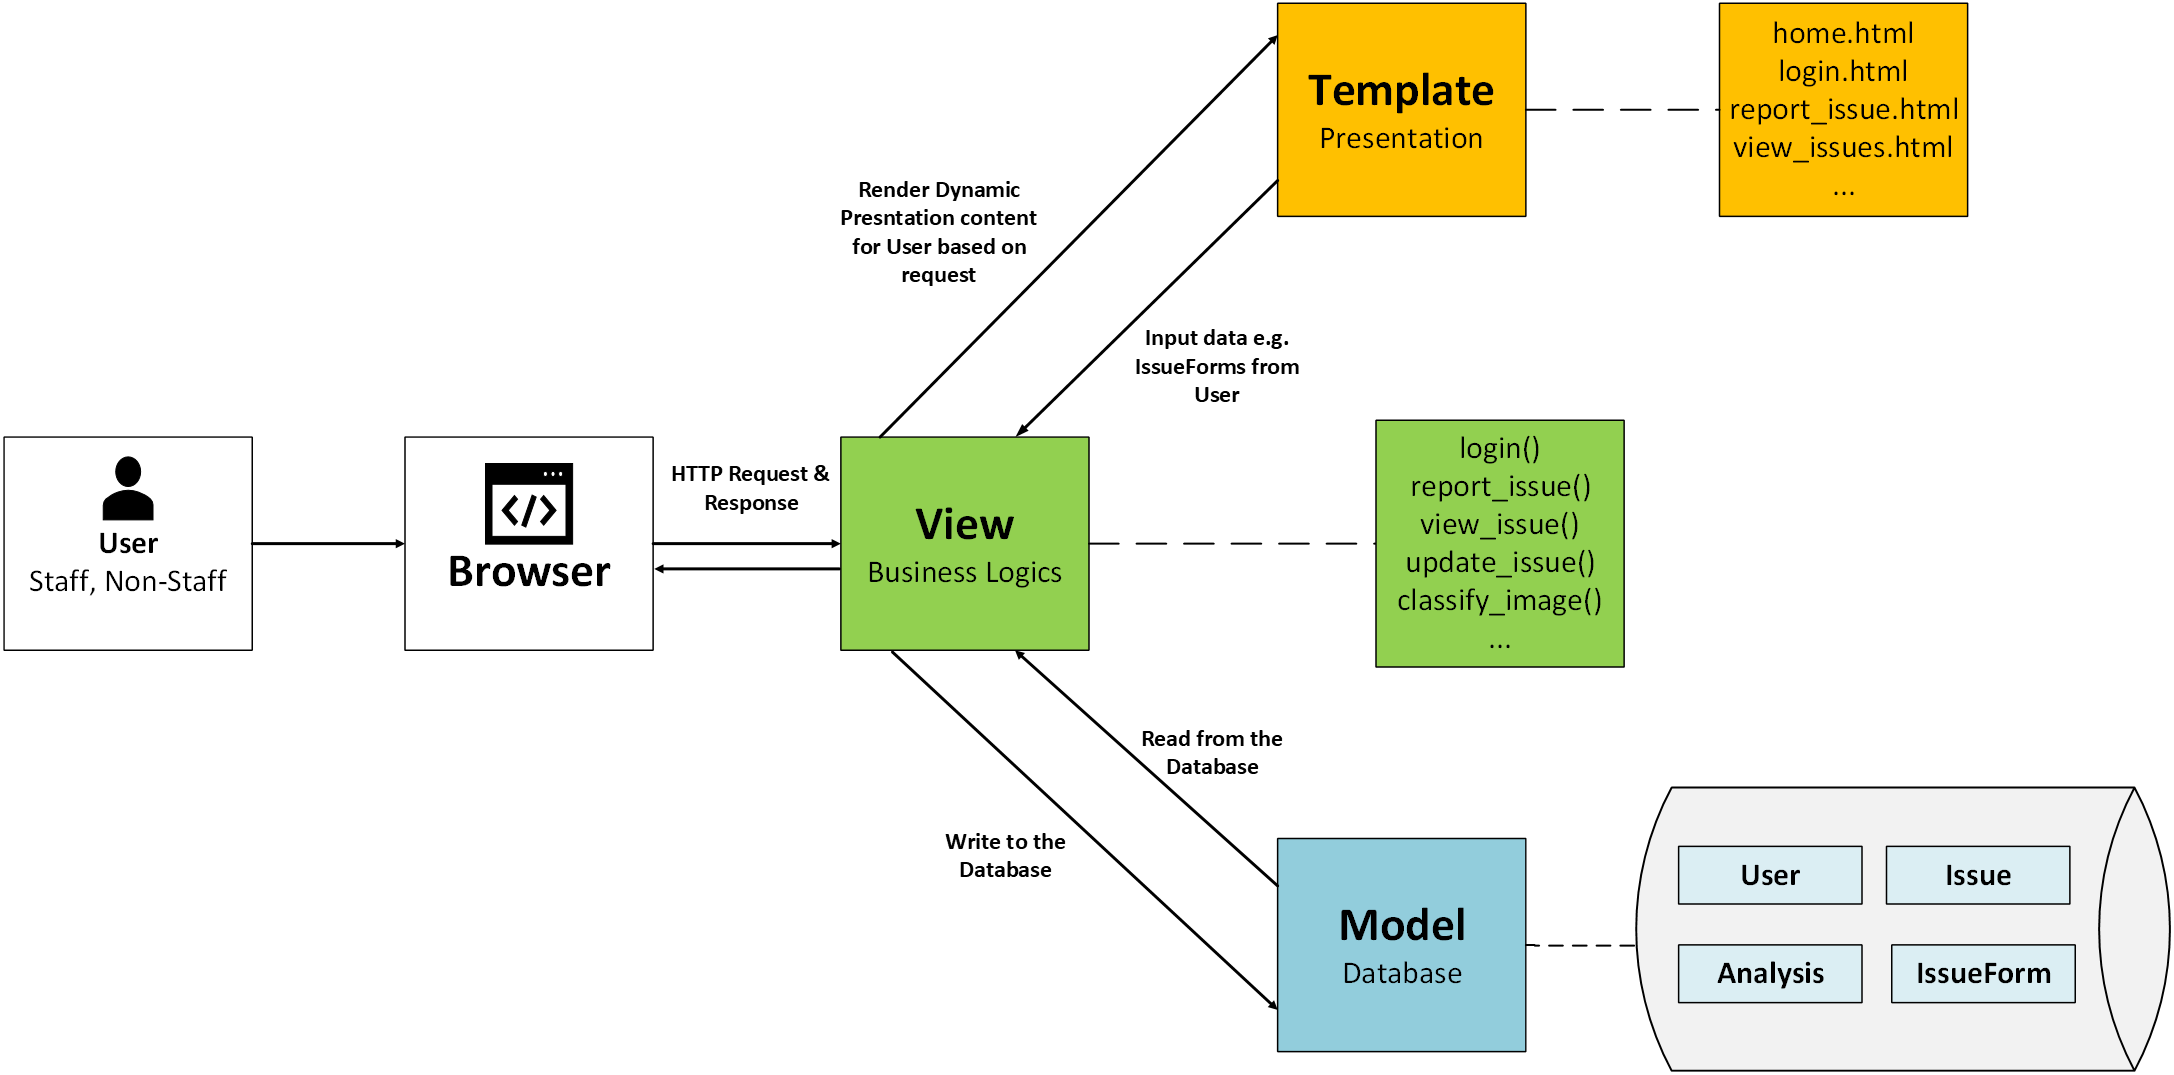 home.html
login.html
report_issue.html
view_issues.html
...
Template
Presentation
Render Dynamic
Presntation content
for User based on
request
Input data e.g.
IssueForms from
User
User
Staff, Non-Staff
Browser
HTTP Request &
Response
View
Business Logics
login()
report_issue()
view_issue()
update_issue()
classify_image()
...
Read from the
Database
Write to the
Database
Model
Database
User
Issue
Analysis
IssueForm